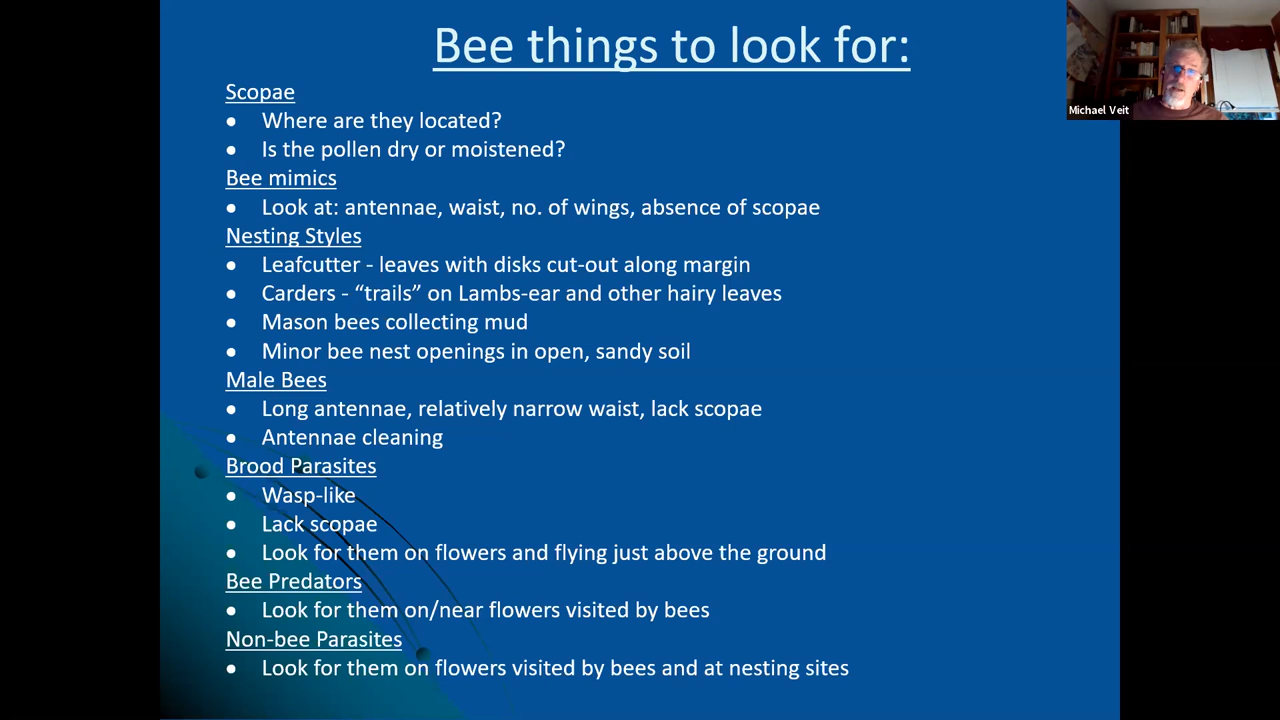 Bee things to look for:
Michael Veit
Scopae
• Where are they located?
• Is the pollen dry or moistened?
Bee mimics
• Look at: antennae, waist, no. of wings, absence of scopae
Nesting Styles
• Leafcutter - leaves with disks cut-out along margin
• Carders - “trails” on Lambs-ear and other hairy leaves
• Mason bees collecting mud
• Minor bee nest openings in open, sandy soil
Male Bees
• Long antennae, relatively narrow waist, lack scopae
• Antennae cleaning
Brood Parasites
• Wasp-like
• Lack scopae
• Look for them on flowers and flying just above the ground
Bee Predators
• Look for them on/near flowers visited by bees
Non-bee Parasites
• Look for them on flowers visited by bees and at nesting sites